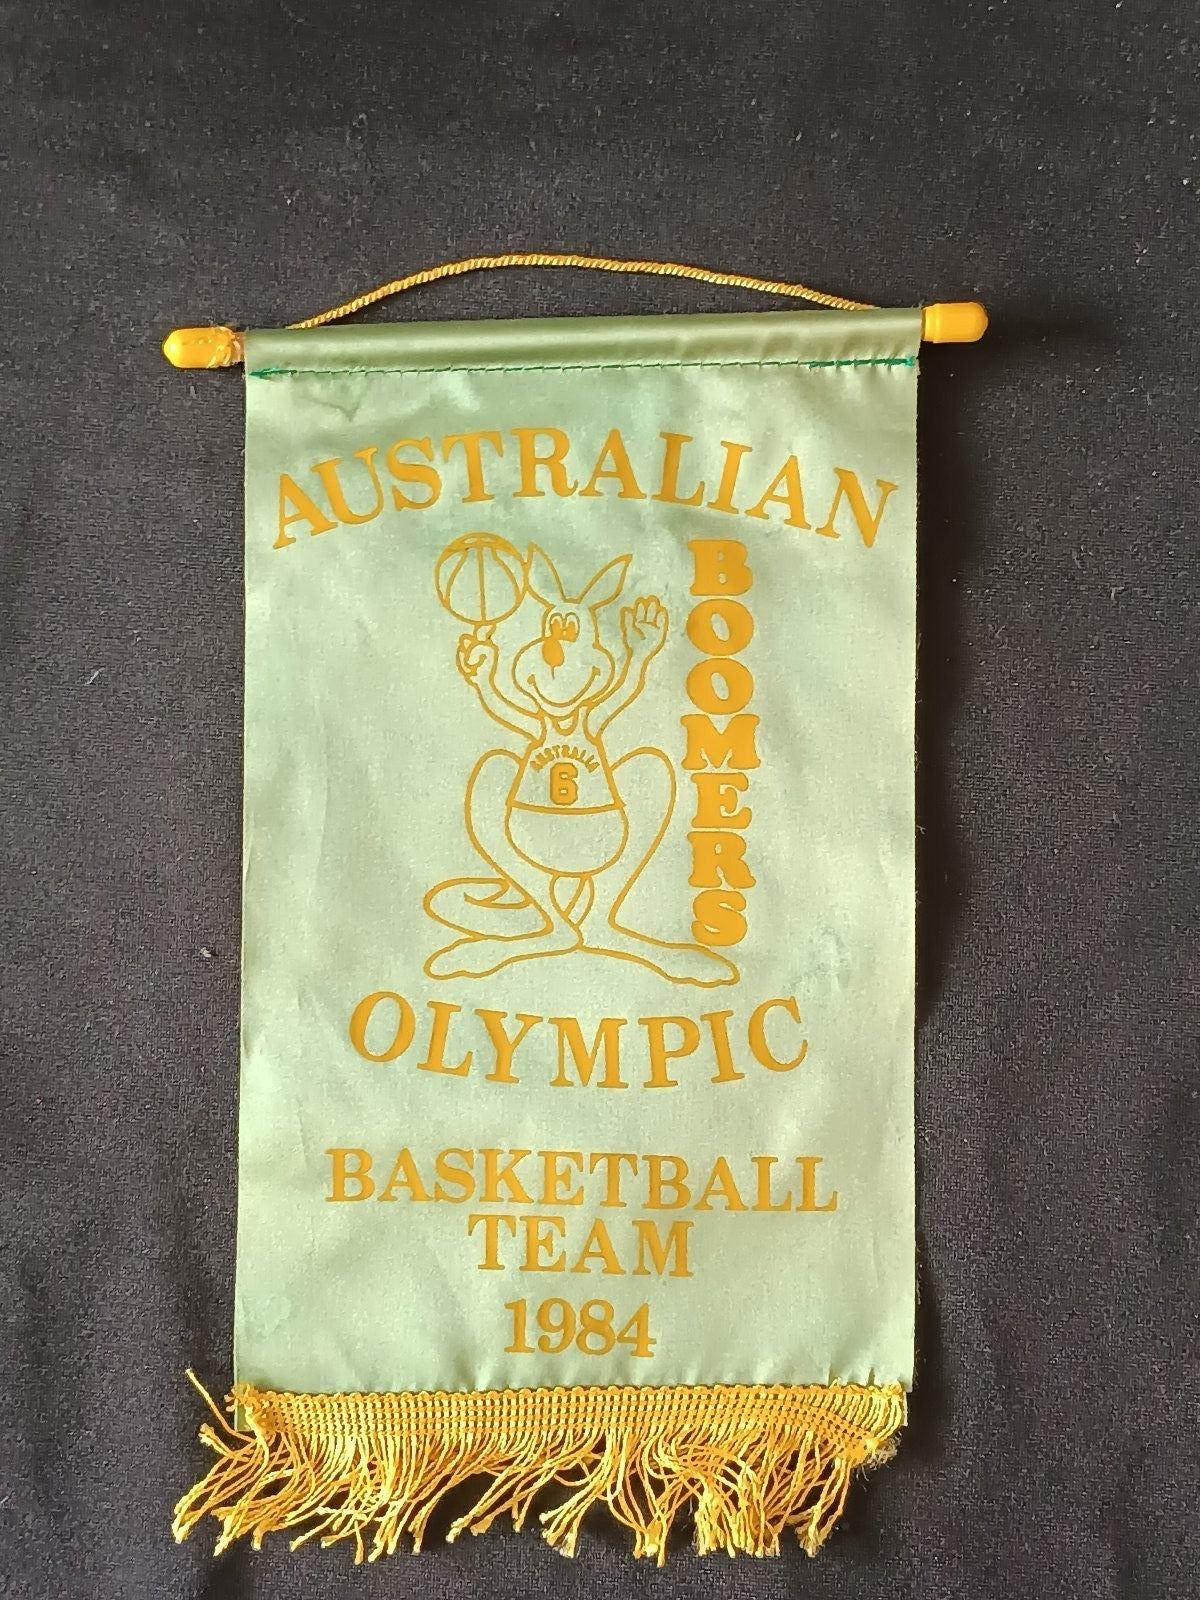 AUSTRALIAN
BOOMERS
AUSTRALIA
6
OLYMPIC
BASKETBALL
TEAM
1984